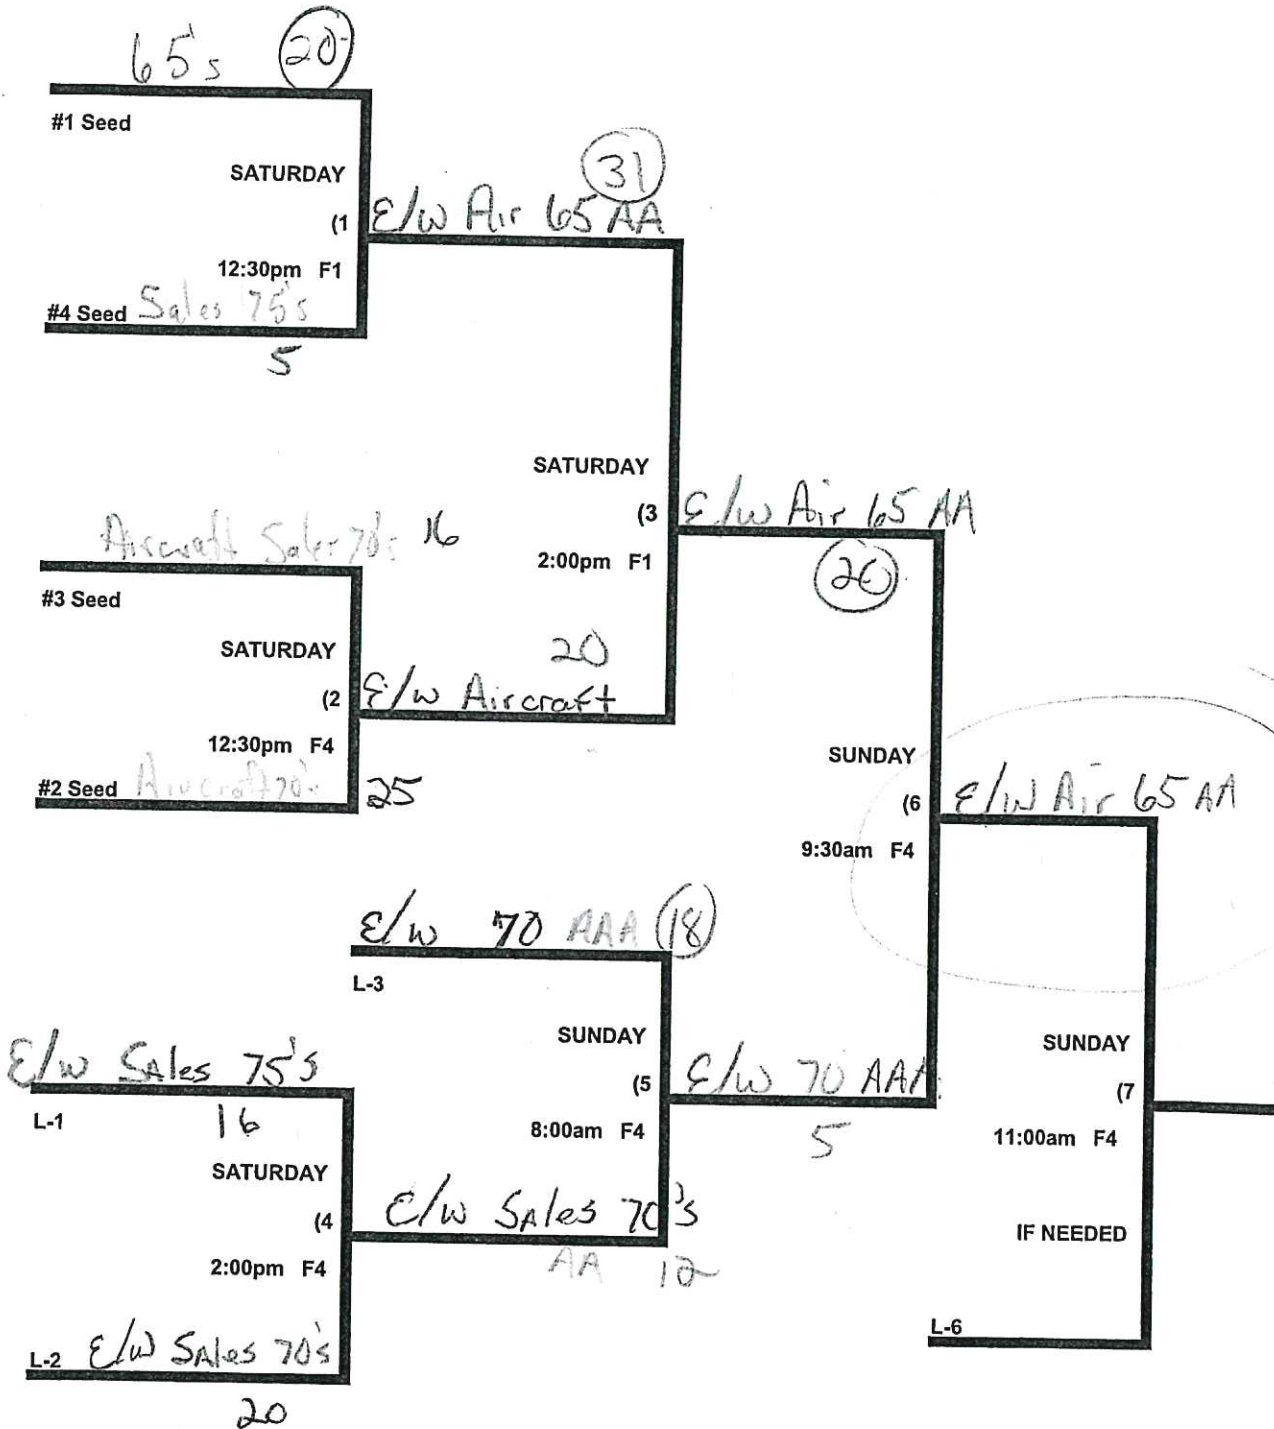 65's 20
#1 Seed
SATURDAY
(1
12:30pm F1
#4 Seed Sales 75's
5
31
E/W Air 65 AA
SATURDAY
(3
2:00pm F1
Aircraft Sales 70's 16
#3 Seed
SATURDAY
(2
12:30pm F4
#2 Seed Aircraft 70's
25
20
E/W Aircraft
E/W Air 65 AA
20
SUNDAY
(6
9:30am F4
E/W Air 65 AA
E/W 70 AAA 18
L-3
SUNDAY
(5
8:00am F4
E/W Sales 75's
L-1
16
SATURDAY
(4
2:00pm F4
L-2 E/W Sales 70's
20
E/W Sales 70's
AA 12
E/W 70 AAA
5
SUNDAY
(7
11:00am F4
IF NEEDED
L-6